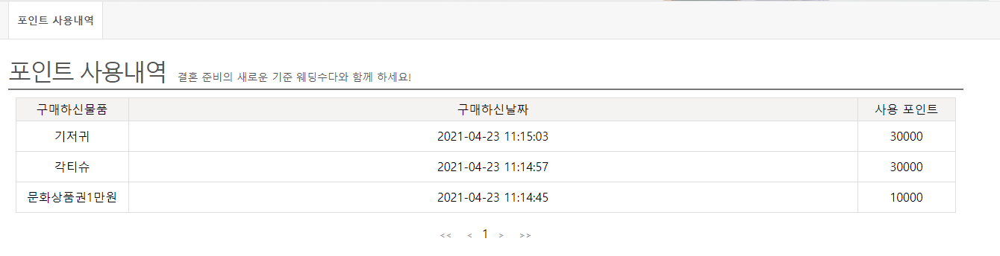 포인트 사용내역
포인트 사용내역 결혼 준비의 새로운 기준 웨딩수다와 함께 하세요!
구매하신물품 구매하신날짜 사용 포인트
기저귀 2021-04-23 11:15:03 30000
각티슈 2021-04-23 11:14:57 30000
문화상품권1만원 2021-04-23 11:14:45 10000
<< < 1 > >>